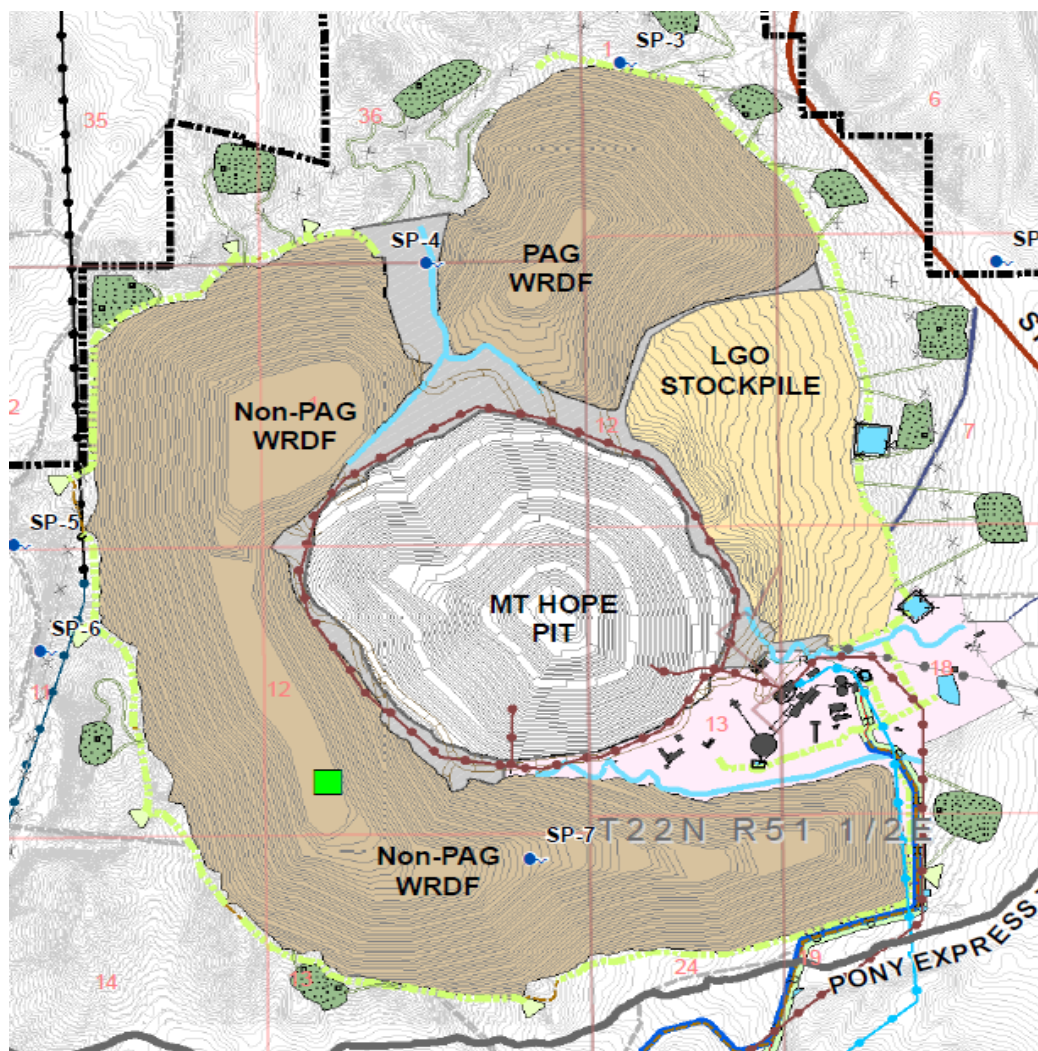 SP-3
1
6
35
36
SP-4
SP
PAG
WRDF
S
LGO
STOCKPILE
2
1
Non-PAG
WRDF
12
7
SP-5
MT HOPE
PIT
SP-6
11
12
18
13
T22N R51 1/2E
SP-7
Non-PAG
WRDF
14
13
24
19
PONY EXPRESS